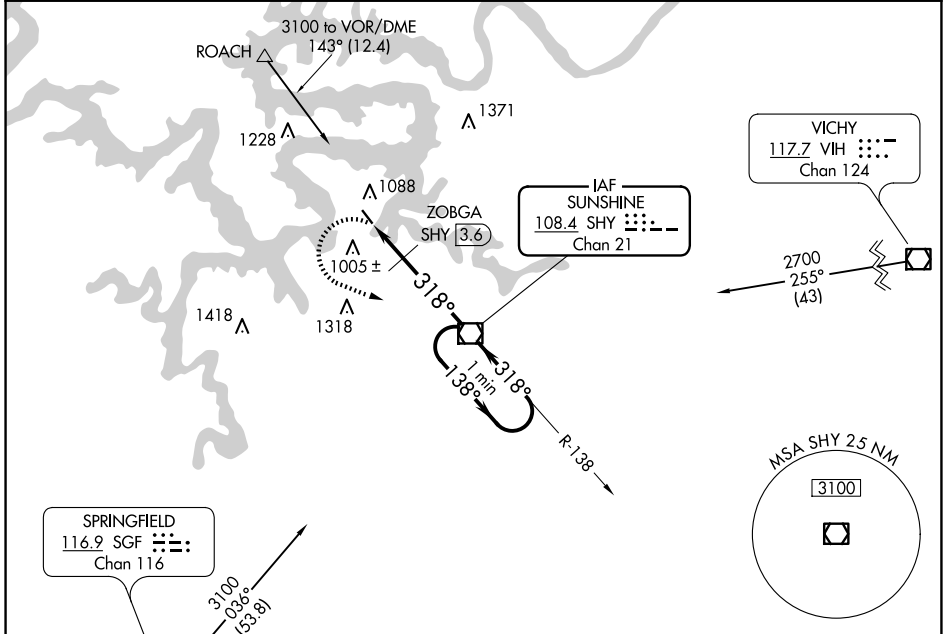 3100 to VOR/DME
143° (12.4)
ROACH
1371
1228
VICHY
117.7 VIH
Chan 124
1088
IAF
SUNSHINE
108.4 SHY
Chan 21
ZOBGA
SHY 3.6
1005 ±
2700
255°
(43)
318°
1418
1318
318°
1 min
138°
R-138
MSA SHY 25 NM
3100
SPRINGFIELD
116.9 SGF
Chan 116
3100
036°
(53.8)